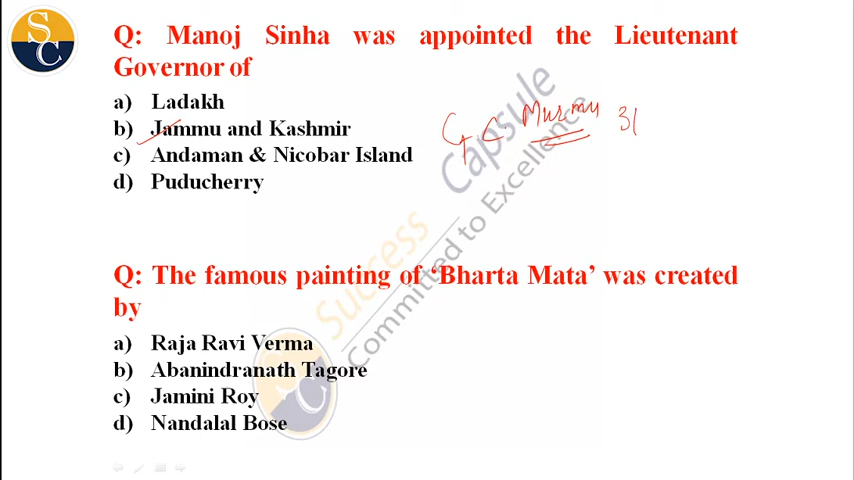 SC
Q: Manoj Sinha was appointed the Lieutenant
Governor of
a) Ladakh
b) Jammu and Kashmir
c) Andaman & Nicobar Island
d) Puducherry
G C Murmu 31
Success Capsule
Committed to Excellence
Q: The famous painting of ‘Bharta Mata’ was created
by
a) Raja Ravi Verma
b) Abanindranath Tagore
c) Jamini Roy
d) Nandalal Bose
SC